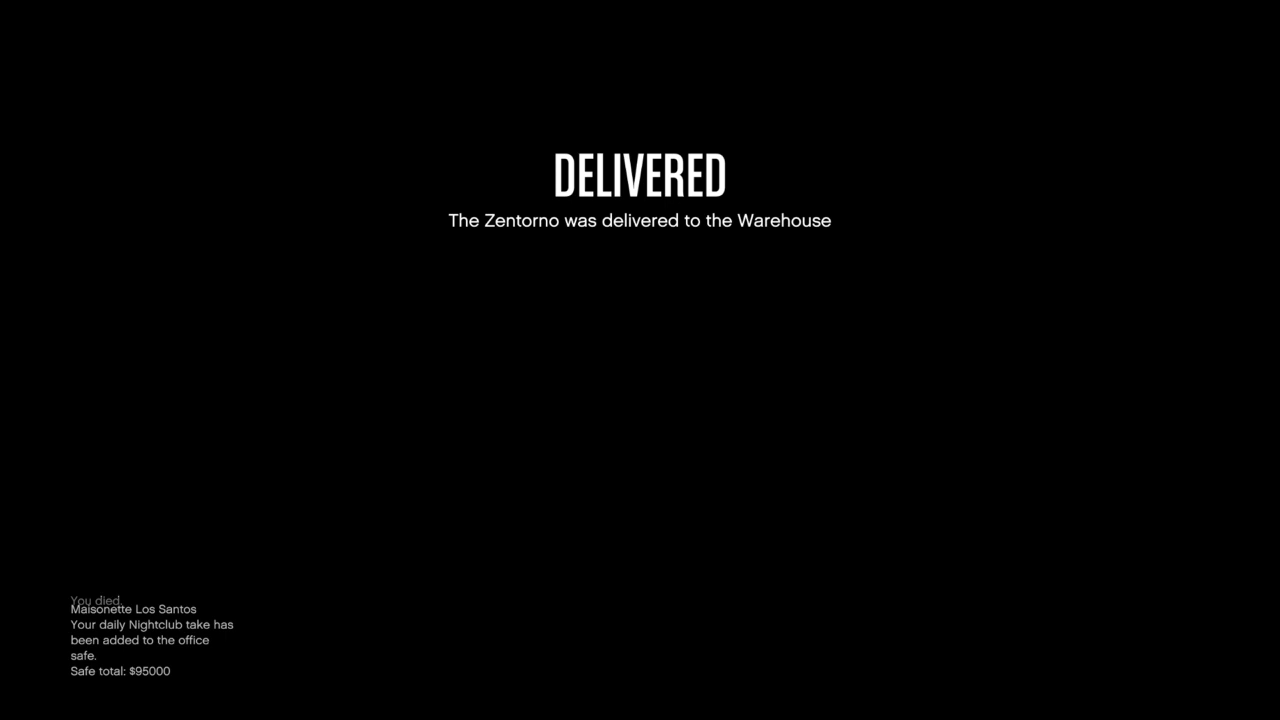 DELIVERED
The Zentorno was delivered to the Warehouse
You died.
Maisonette Los Santos
Your daily Nightclub take has
been added to the office
safe.
Safe total: $95000